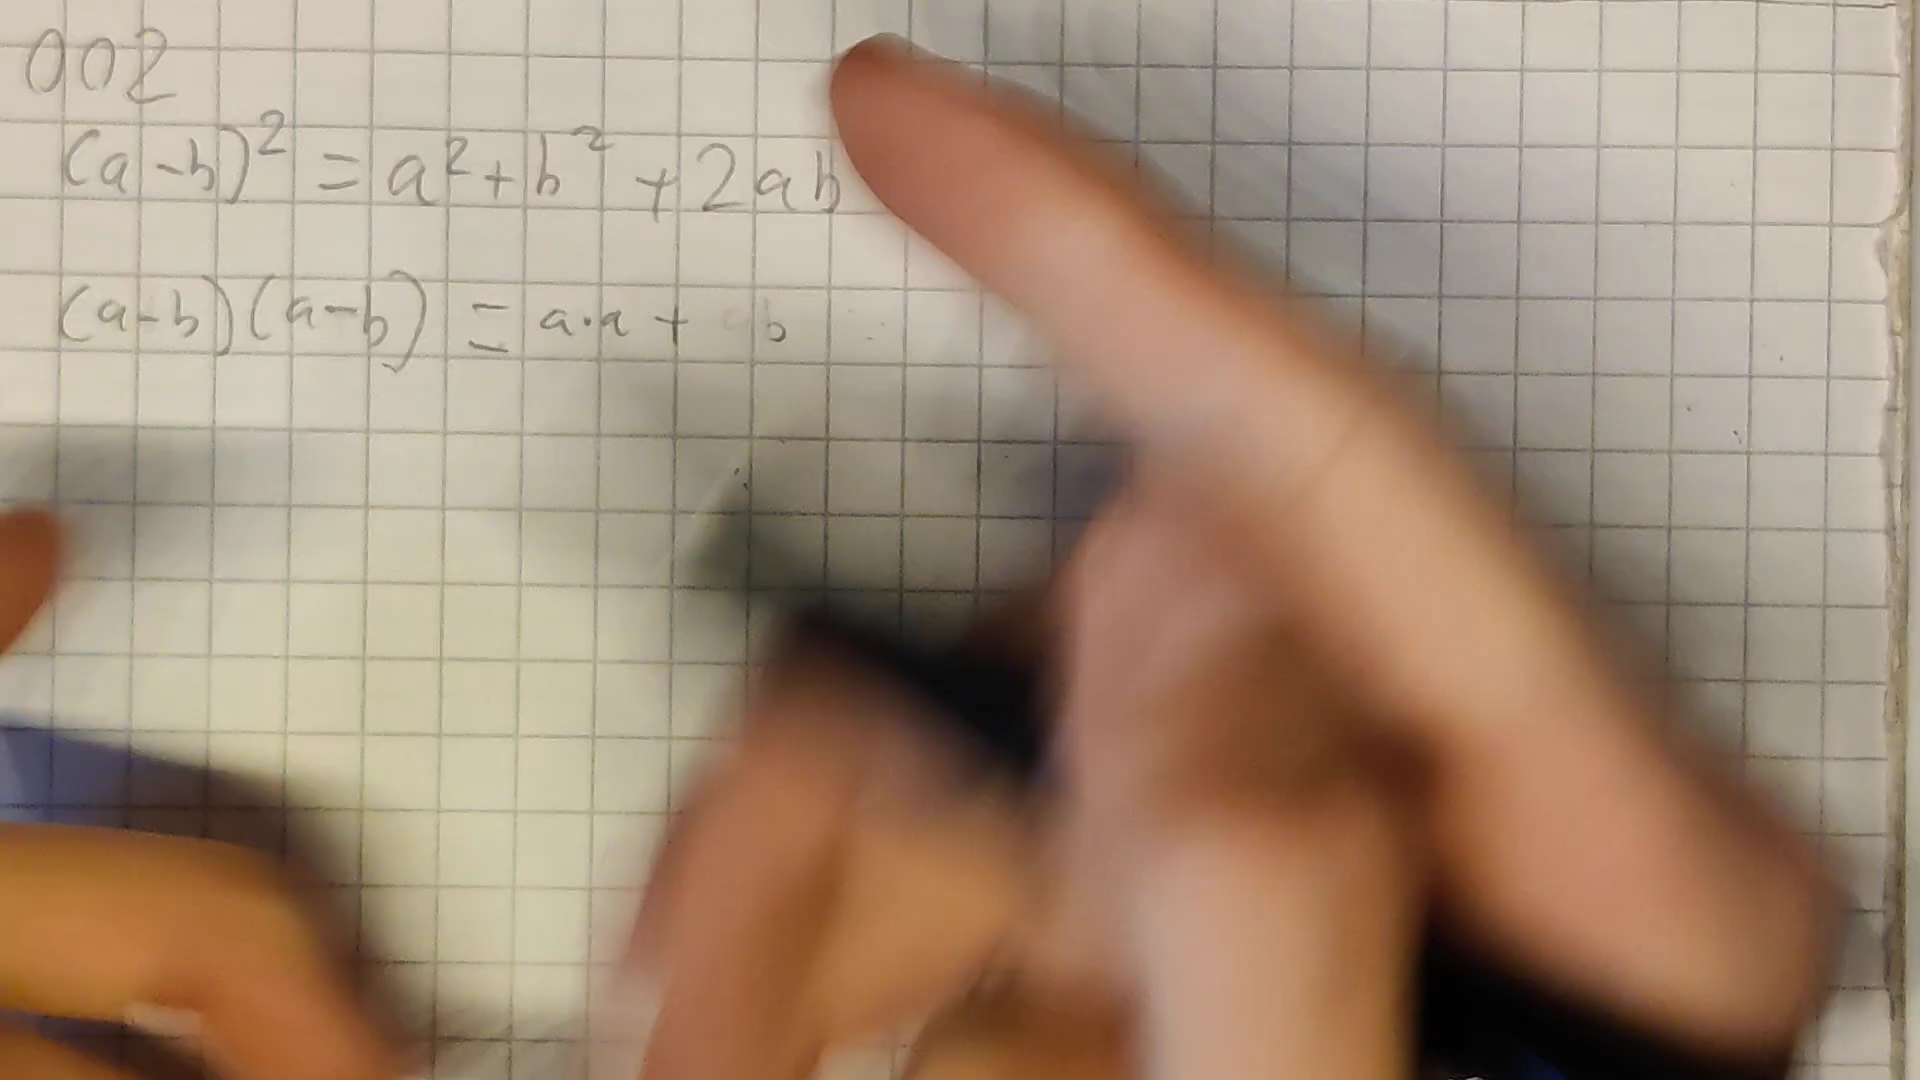 002
(a-b)² = a² + b² + 2ab
(a-b)(a-b) = a·a + b